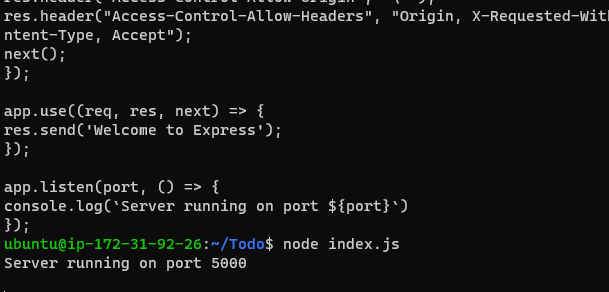 res.header("Access-Control-Allow-Headers", "Origin, X-Requested-Wit
ntent-Type, Accept");
next();
});
app.use((req, res, next) => {
res.send('Welcome to Express');
});
app.listen(port, () => {
console.log(`Server running on port ${port}`)
});
ubuntu@ip-172-31-92-26:~/Todo$ node index.js
Server running on port 5000